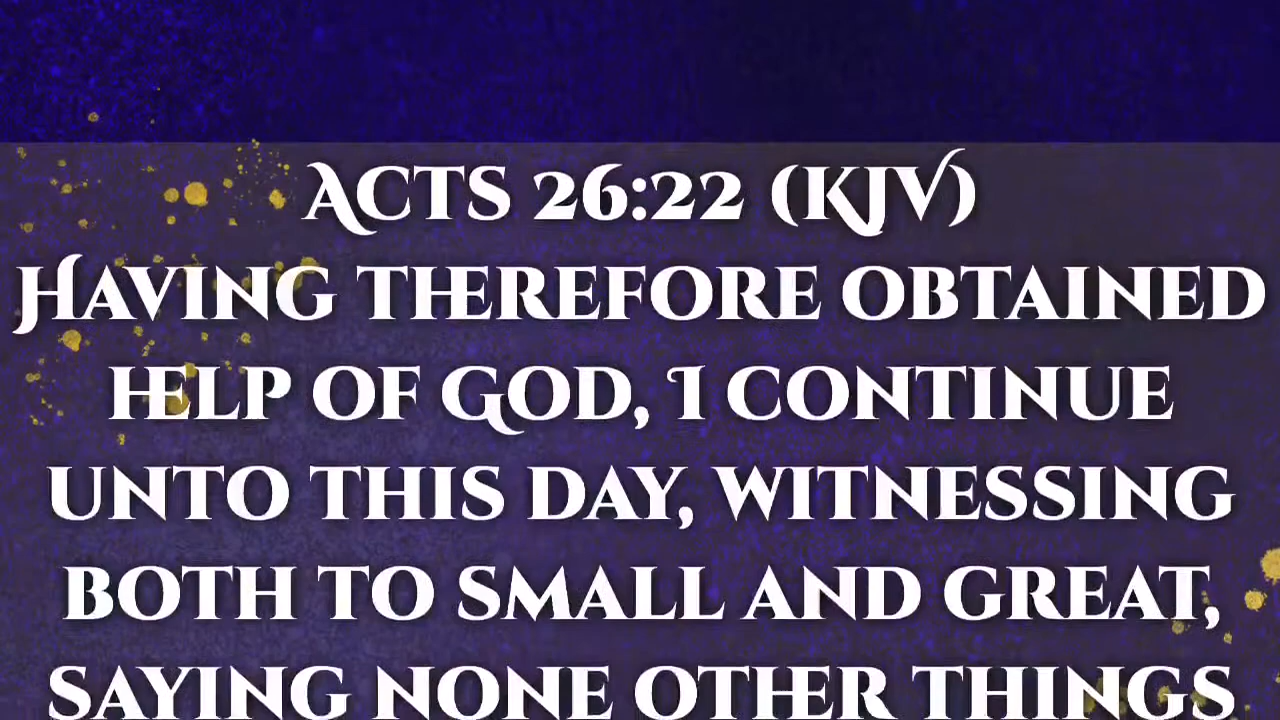 Acts 26:22 (KJV)
Having therefore obtained
help of God, I continue
unto this day, witnessing
both to small and great,
saying none other things